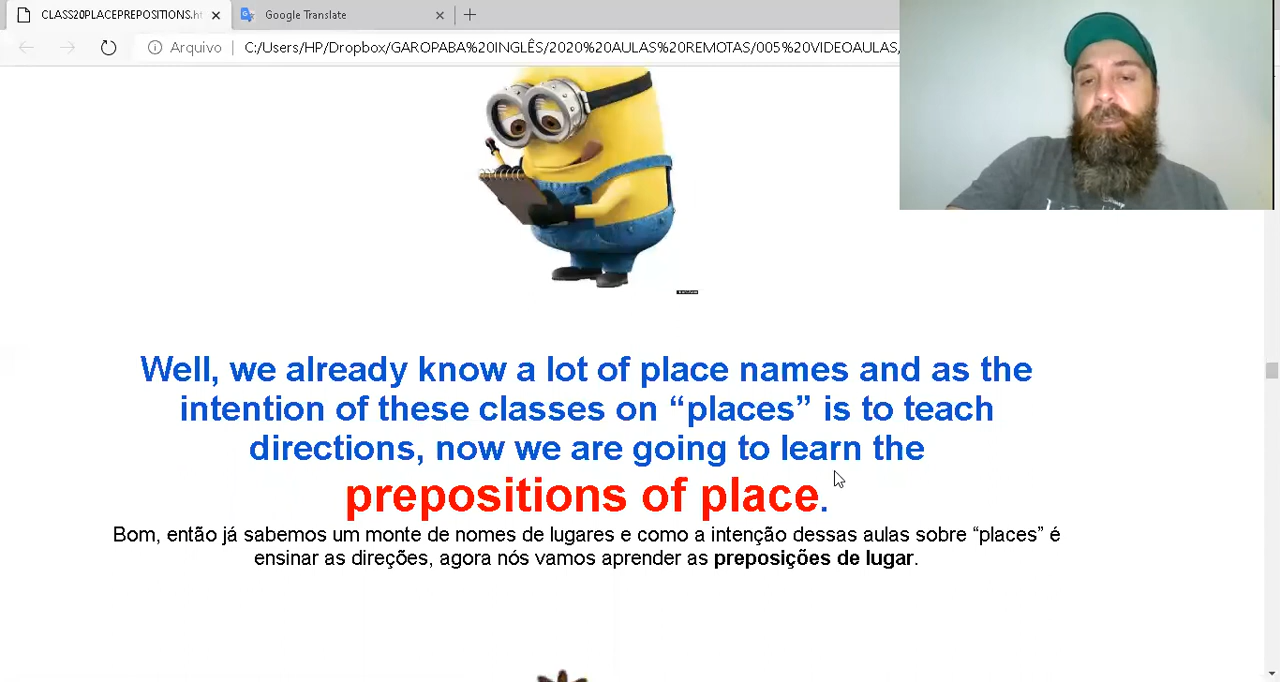 CLASS20PLACEPREPOSITIONS.h
Google Translate
Arquivo
C:/Users/HP/Dropbox/GAROPABA%20INGLÊS/2020%20AULAS%20REMOTAS/005%20VIDEOAULAS/
Well, we already know a lot of place names and as the
intention of these classes on “places” is to teach
directions, now we are going to learn the
prepositions of place.
Bom, então já sabemos um monte de nomes de lugares e como a intenção dessas aulas sobre “places” é
ensinar as direções, agora nós vamos aprender as preposições de lugar.